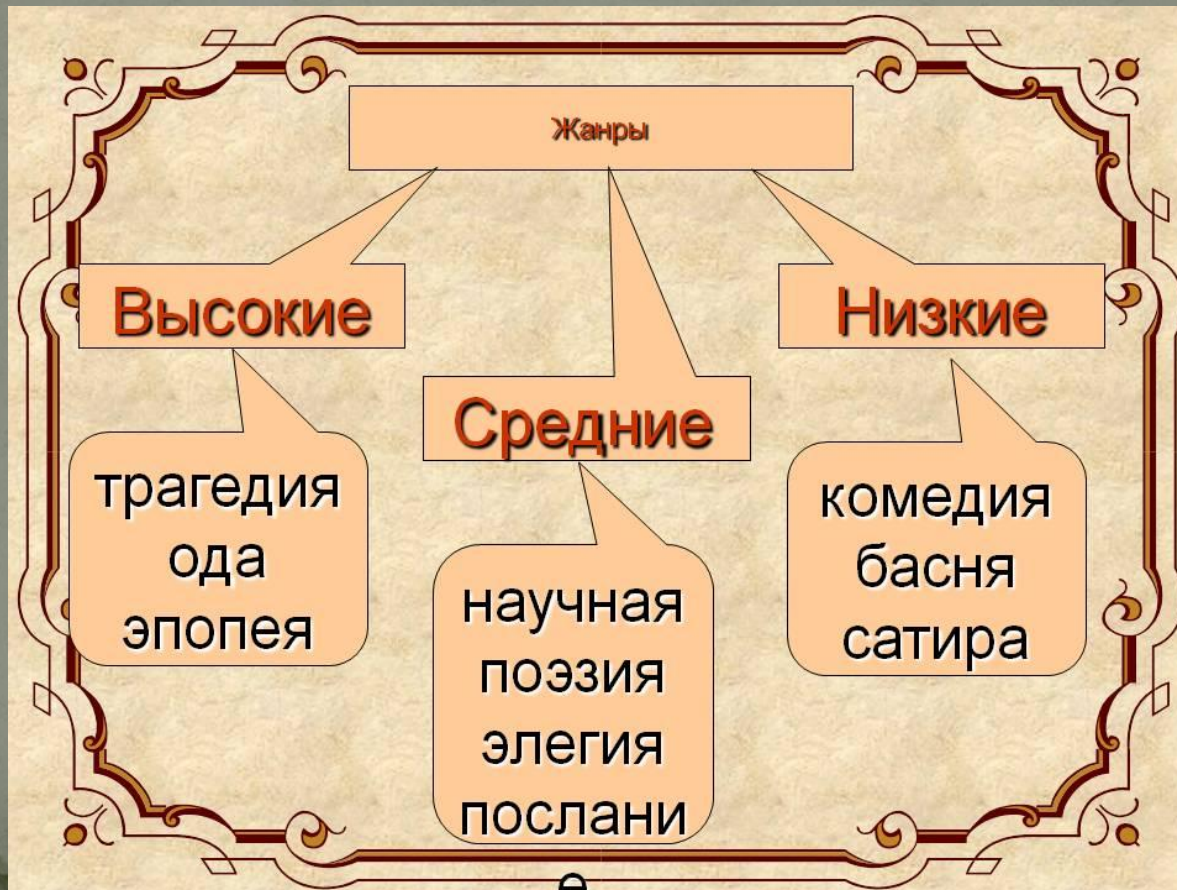 Жанры
Высокие
Низкие
Средние
трагедия
ода
эпопея
комедия
басня
сатира
научная
поэзия
элегия
послани
е